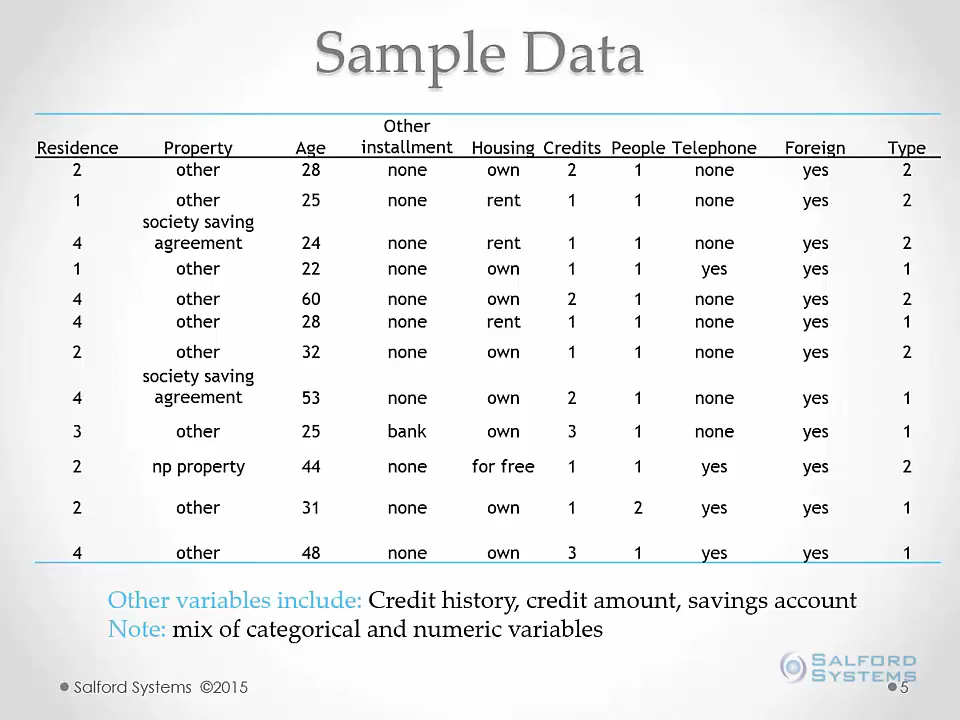 Sample Data
Other
Residence Property Age installment Housing Credits People Telephone Foreign Type
2 other 28 none own 2 1 none yes 2
1 other 25 none rent 1 1 none yes 2
society saving
4 agreement 24 none rent 1 1 none yes 2
1 other 22 none own 1 1 yes yes 1
4 other 60 none own 2 1 none yes 2
4 other 28 none rent 1 1 none yes 1
2 other 32 none own 1 1 none yes 2
society saving
4 agreement 53 none own 2 1 none yes 1
3 other 25 bank own 3 1 none yes 1
2 np property 44 none for free 1 1 yes yes 2
2 other 31 none own 1 2 yes yes 1
4 other 48 none own 3 1 yes yes 1
Other variables include: Credit history, credit amount, savings account
Note: mix of categorical and numeric variables
SALFORD
SYSTEMS
Salford Systems ©2015
5